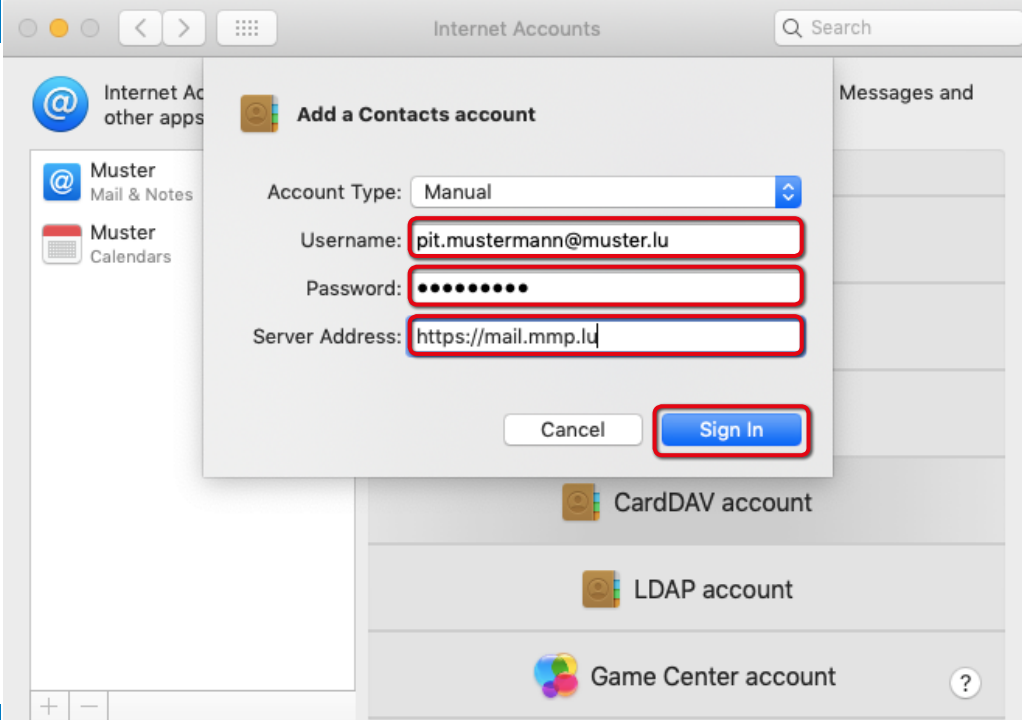 Internet Accounts
Search
Internet Ac
other apps
Messages and
Add a Contacts account
Muster
Mail & Notes
Muster
Calendars
Account Type: Manual
Username: pit.mustermann@muster.lu
Password: •••••••••
Server Address: https://mail.mmp.lu
Cancel
Sign In
CardDAV account
LDAP account
Game Center account
?